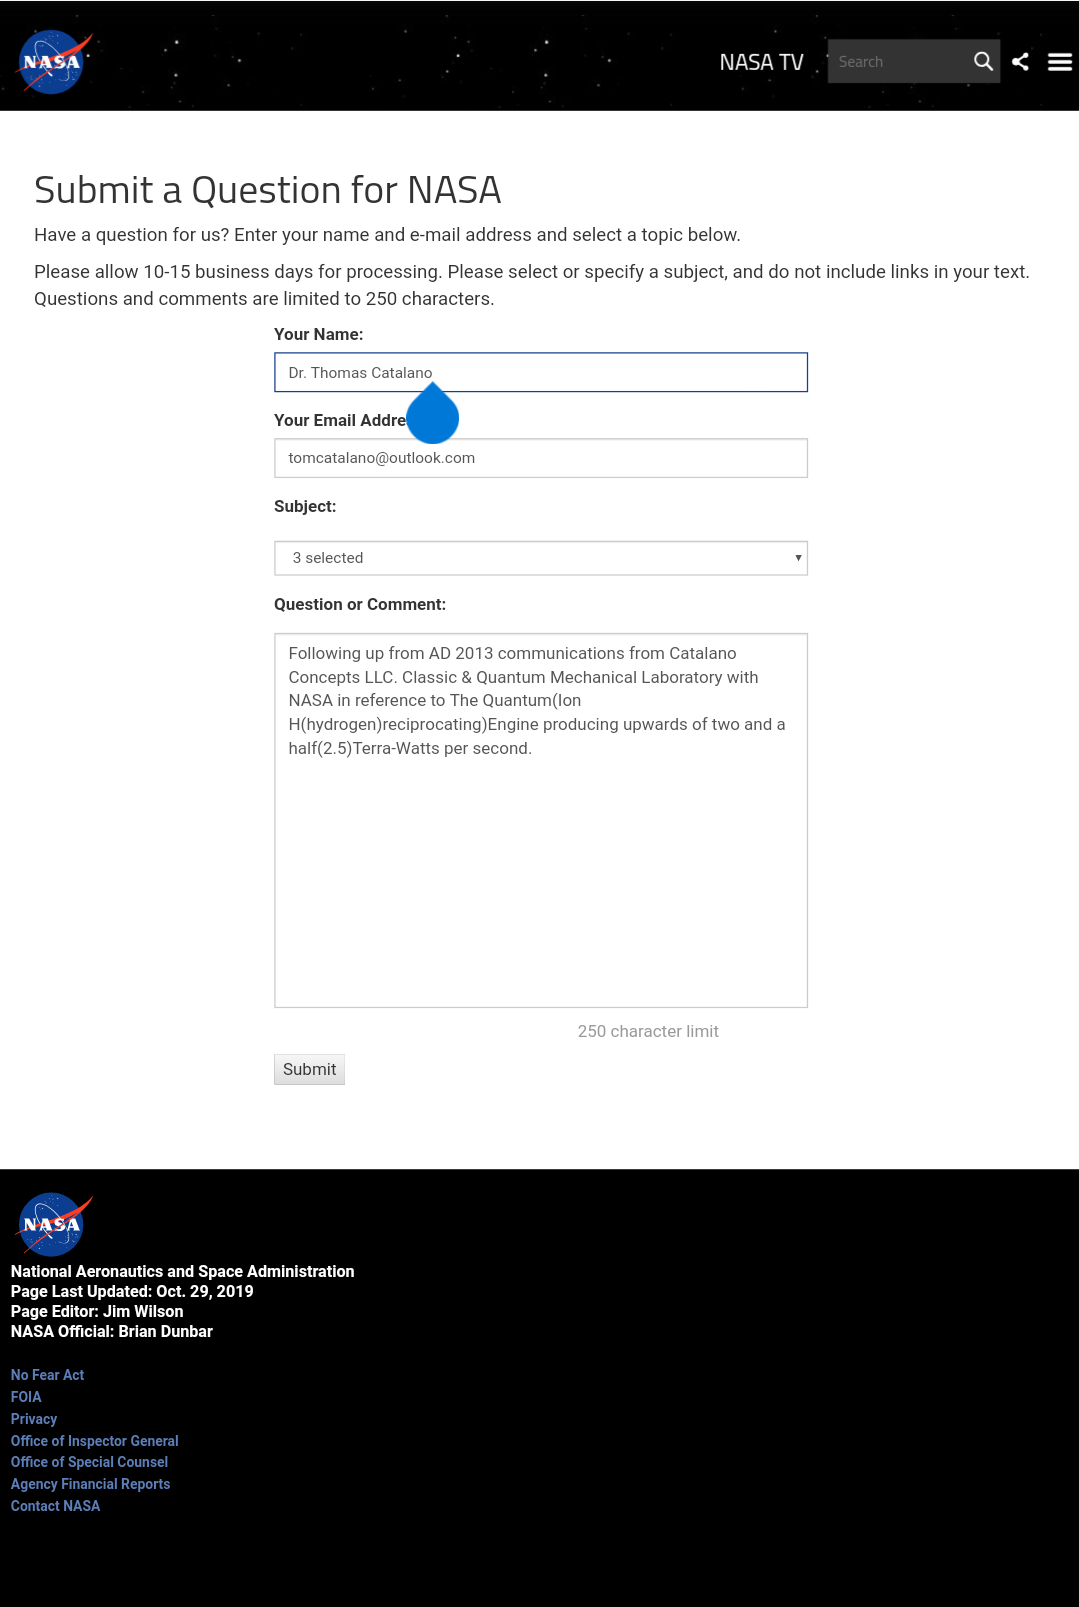 NASA
NASA TV
Search
Submit a Question for NASA
Have a question for us? Enter your name and e-mail address and select a topic below.
Please allow 10-15 business days for processing. Please select or specify a subject, and do not include links in your text.
Questions and comments are limited to 250 characters.
Your Name:
Dr. Thomas Catalano
Your Email Addre
tomcatalano@outlook.com
Subject:
3 selected
Question or Comment:
Following up from AD 2013 communications from Catalano
Concepts LLC. Classic & Quantum Mechanical Laboratory with
NASA in reference to The Quantum(Ion
H(hydrogen)reciprocating)Engine producing upwards of two and a
half(2.5)Terra-Watts per second.
250 character limit
Submit
NASA
National Aeronautics and Space Administration
Page Last Updated: Oct. 29, 2019
Page Editor: Jim Wilson
NASA Official: Brian Dunbar
No Fear Act
FOIA
Privacy
Office of Inspector General
Office of Special Counsel
Agency Financial Reports
Contact NASA